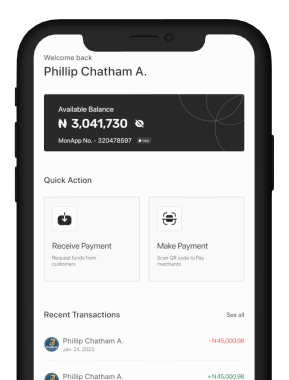 Welcome back
Phillip Chatham A.
Available Balance
₦ 3,041,730
MonApp No. - 320478597
Quick Action
Receive Payment
Request funds from
customers
Make Payment
Scan QR code to Pay
merchants
Recent Transactions See all
Phillip Chatham A. -₦45,000.98
Jan. 24, 2023
Phillip Chatham A. +₦45,000.98